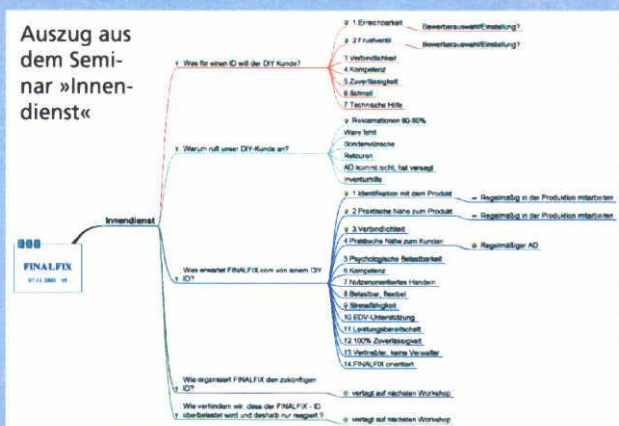 Auszug aus
dem Semi-
nar »Innen-
dienst«
FINALFIX
Innendienst
Was für einen ID will der DIY Kunde?
1 Erreichbarkeit
Bewerberauswahl/Einstellung?
2 Frustventil
Bewerberauswahl/Einstellung?
3 Verbindlichkeit
4 Kompetenz
5 Zuverlässigkeit
6 Schnell
7 Technische Hilfe
Warum ruft unser DIY-Kunde an?
Reklamationen 80-90%
Ware fehlt
Sonderwünsche
Retouren
AD kommt nicht, hat versagt
Inventurhilfe
Was erwartet FINALFIX.com von einem DIY
ID?
1 Identifikation mit dem Produkt
Regelmäßig in der Produktion mitarbeiten
2 Praktische Nähe zum Produkt
Regelmäßig in der Produktion mitarbeiten
3 Verbindlichkeit
4 Praktische Nähe zum Kunden
Regelmäßiger AD
5 Psychologische Belastbarkeit
6 Kompetenz
7 Nutzenorientiertes Handeln
8 Belastbar, flexibel
9 Stressfähigkeit
10 EDV-Unterstützung
11 Leistungsbereitschaft
12 100% Zuverlässigkeit
13 Vertriebler, keine Verwalter
14 FINALFIX orientiert
Wie organisiert FINALFIX den zukünftigen
ID?
vertagt auf nächsten Workshop
Wie verhindern wir, dass der FINALFIX - ID
überbelastet wird und deshalb nur reagiert ?
vertagt auf nächsten Workshop